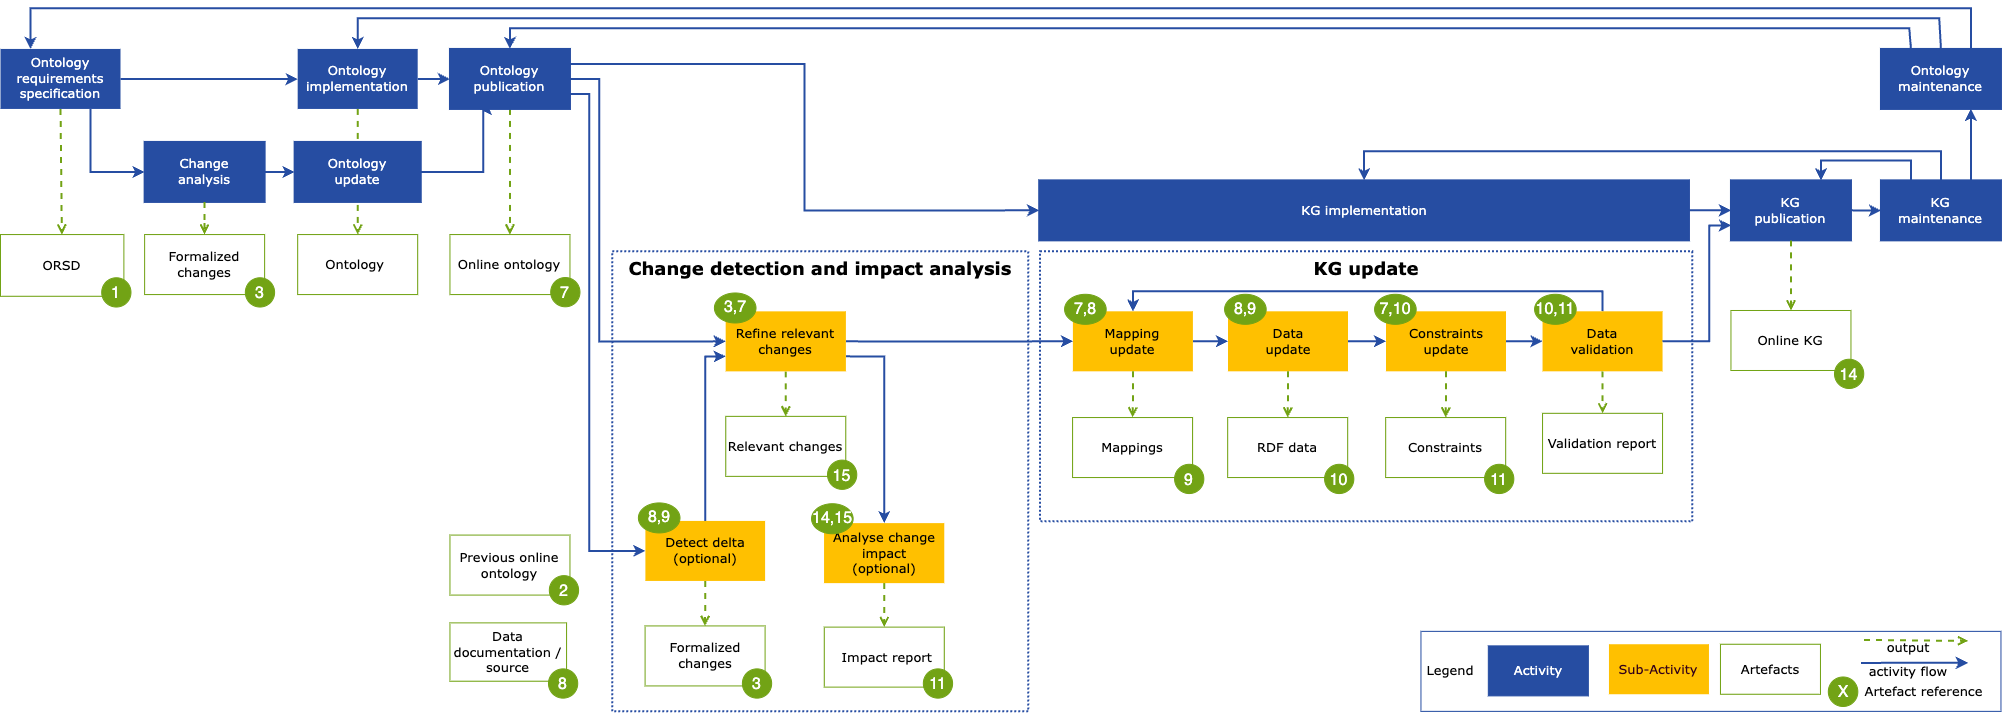 Ontology
requirements
specification
Ontology
implementation
Ontology
publication
Ontology
maintenance
Change
analysis
Ontology
update
KG implementation
KG
publication
KG
maintenance
ORSD
1
Formalized
changes
3
Ontology
Online ontology
7
Change detection and impact analysis
KG update
3,7
Refine relevant
changes
7,8
Mapping
update
8,9
Data
update
7,10
Constraints
update
10,11
Data
validation
Online KG
14
Relevant changes
15
Mappings
9
RDF data
10
Constraints
11
Validation report
8,9
Detect delta
(optional)
14,15
Analyse change
impact
(optional)
Previous online
ontology
2
Data
documentation /
source
8
Formalized
changes
3
Impact report
11
Legend
Activity
Sub-Activity
Artefacts
output
activity flow
X
Artefact reference